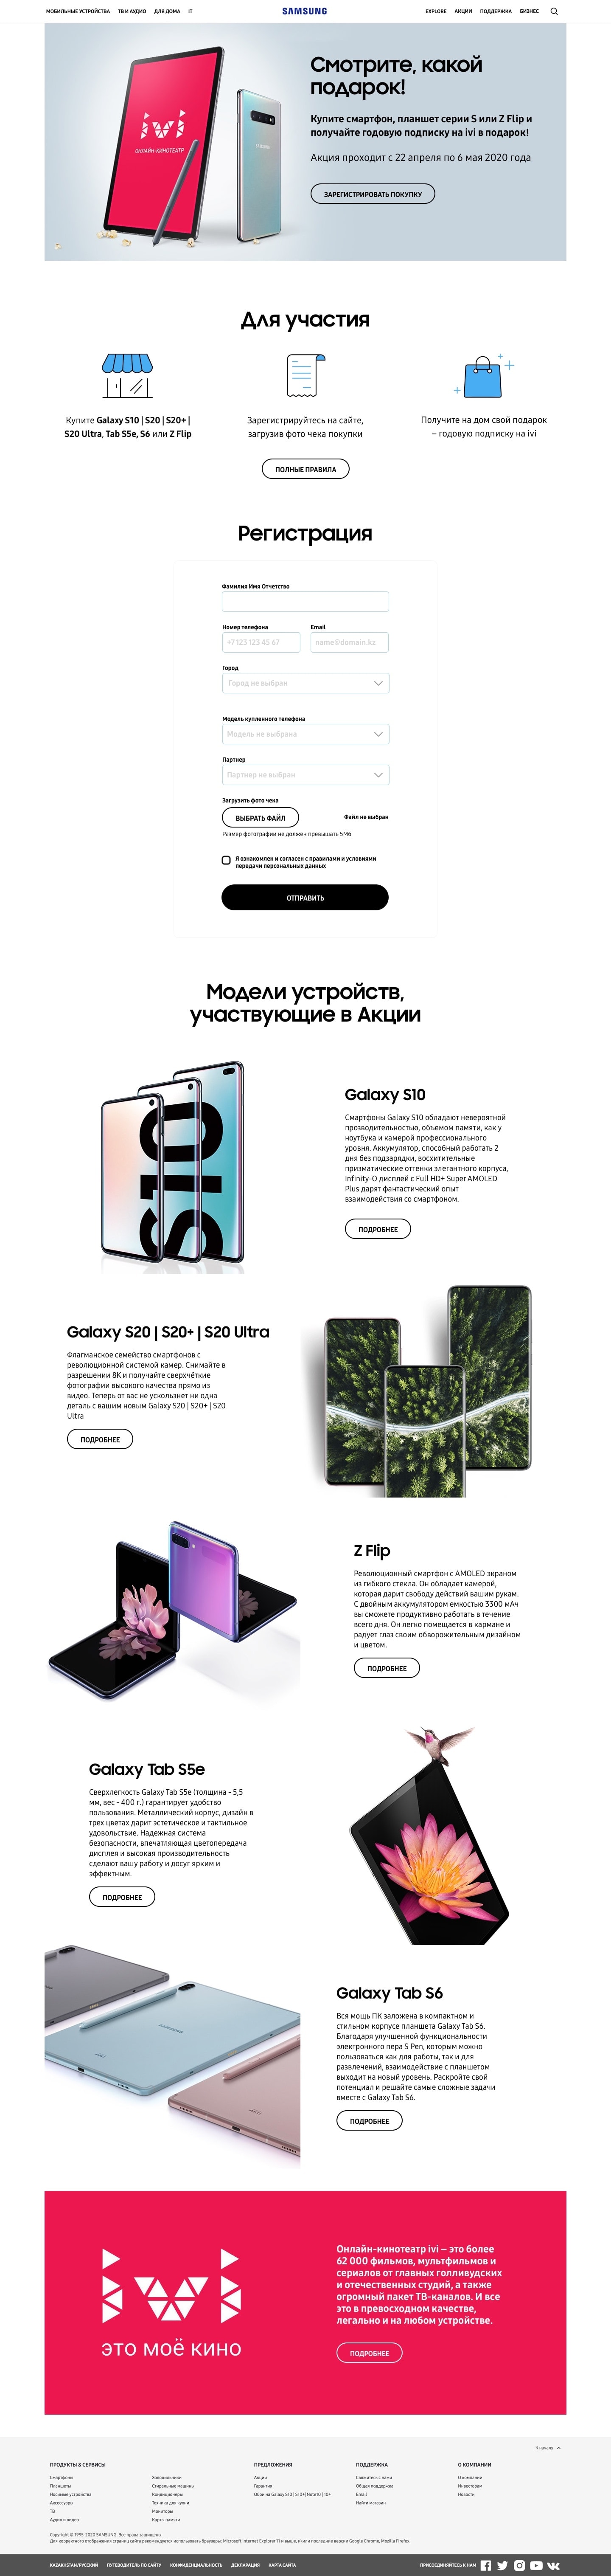 МОБИЛЬНЫЕ УСТРОЙСТВА ТВ И АУДИО ДЛЯ ДОМА IT SAMSUNG EXPLORE АКЦИИ ПОДДЕРЖКА БИЗНЕС
Смотрите, какой
подарок!
Купите смартфон, планшет серии S или Z Flip и
получайте годовую подписку на ivi в подарок!
Акция проходит с 22 апреля по 6 мая 2020 года
ЗАРЕГИСТРИРОВАТЬ ПОКУПКУ
ivi
ОНЛАЙН-КИНОТЕАТР
SAMSUNG
Для участия
Купите Galaxy S10 | S20 | S20+ |
S20 Ultra, Tab S5e, S6 или Z Flip
Зарегистрируйтесь на сайте,
загрузив фото чека покупки
Получите на дом свой подарок
– годовую подписку на ivi
ПОЛНЫЕ ПРАВИЛА
Регистрация
Фамилия Имя Отчетство
Номер телефона Email
+7 123 123 45 67 name@domain.kz
Город
Город не выбран
Модель купленного телефона
Модель не выбрана
Партнер
Партнер не выбран
Загрузить фото чека
ВЫБРАТЬ ФАЙЛ Файл не выбран
Размер фотографии не должен превышать 5Мб
Я ознакомлен и согласен с правилами и условиями
передачи персональных данных
ОТПРАВИТЬ
Модели устройств,
участвующие в Акции
S10
Galaxy S10
Смартфоны Galaxy S10 обладают невероятной
прозводительностью, объемом памяти, как у
ноутбука и камерой профессионального
уровня. Аккумулятор, способный работать 2
дня без подзарядки, восхитительные
призматические оттенки элегантного корпуса,
Infinity-O дисплей с Full HD+ Super AMOLED
Plus дарят фантастический опыт
взаимодействия со смартфоном.
ПОДРОБНЕЕ
Galaxy S20 | S20+ | S20 Ultra
Флагманское семейство смартфонов с
революционной системой камер. Снимайте в
разрешении 8K и получайте сверхчёткие
фотографии высокого качества прямо из
видео. Теперь от вас не ускользнет ни одна
деталь с вашим новым Galaxy S20 | S20+ | S20
Ultra
ПОДРОБНЕЕ
Z Flip
Революционный смартфон с AMOLED экраном
из гибкого стекла. Он обладает камерой,
которая дарит свободу действий вашим рукам.
С двойным аккумулятором емкостью 3300 мАч
вы сможете продуктивно работать в течение
всего дня. Он легко помещается в кармане и
радует глаз своим обворожительным дизайном
и цветом.
ПОДРОБНЕЕ
Galaxy Tab S5e
Сверхлегкость Galaxy Tab S5e (толщина - 5,5
мм, вес - 400 г.) гарантирует удобство
пользования. Металлический корпус, дизайн в
трех цветах дарит эстетическое и тактильное
удовольствие. Надежная система
безопасности, впечатляющая цветопередача
дисплея и высокая производительность
сделают вашу работу и досуг ярким и
эффектным.
ПОДРОБНЕЕ
Galaxy Tab S6
Вся мощь ПК заложена в компактном и
стильном корпусе планшета Galaxy Tab S6.
Благодаря улучшенной функциональности
электронного пера S Pen, которым можно
пользоваться как для работы, так и для
развлечений, взаимодействие с планшетом
выходит на новый уровень. Раскройте свой
потенциал и решайте самые сложные задачи
вместе с Galaxy Tab S6.
ПОДРОБНЕЕ
ivi
это моё кино
Онлайн-кинотеатр ivi – это более
62 000 фильмов, мультфильмов и
сериалов от главных голливудских
и отечественных студий, а также
огромный пакет ТВ-каналов. И все
это в превосходном качестве,
легально и на любом устройстве.
ПОДРОБНЕЕ
К началу
ПРОДУКТЫ & СЕРВИСЫ ПРЕДЛОЖЕНИЯ ПОДДЕРЖКА О КОМПАНИИ
Смартфоны Холодильники Акции Свяжитесь с нами О компании
Планшеты Стиральные машины Гарантия Общая поддержка Инвесторам
Носимые устройства Кондиционеры Обои на Galaxy S10 | S10+| Note10 | 10+ Email Новости
Аксессуары Техника для кухни Найти магазин
ТВ Мониторы
Аудио и видео Карты памяти
Copyright © 1995-2020 SAMSUNG. Все права защищены.
Для корректного отображения страниц сайта рекомендуется использовать браузеры: Microsoft Internet Explorer 11 и выше, и/или последние версии Google Chrome, Mozilla Firefox.
KAZAKHSTAN/РУССКИЙ ПУТЕВОДИТЕЛЬ ПО САЙТУ КОНФИДЕНЦИАЛЬНОСТЬ ДЕКЛАРАЦИЯ КАРТА САЙТА ПРИСОЕДИНЯЙТЕСЬ К НАМ